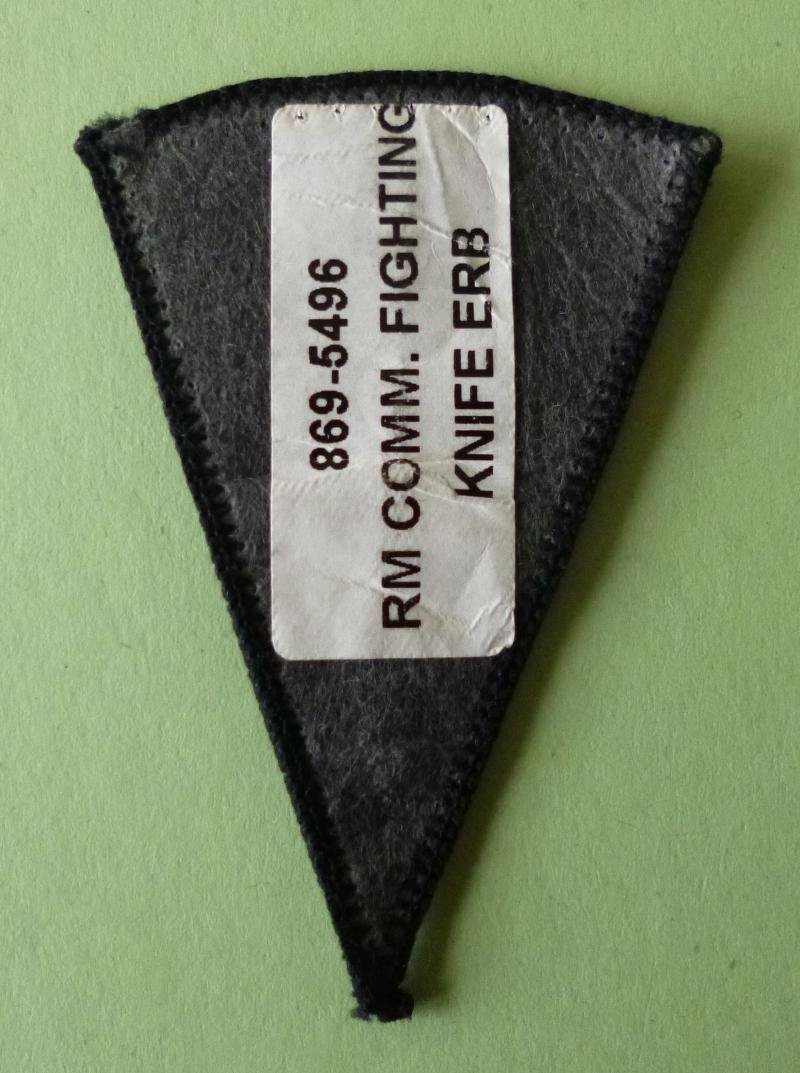 869-5496
RM COMM. FIGHTING
KNIFE ERB